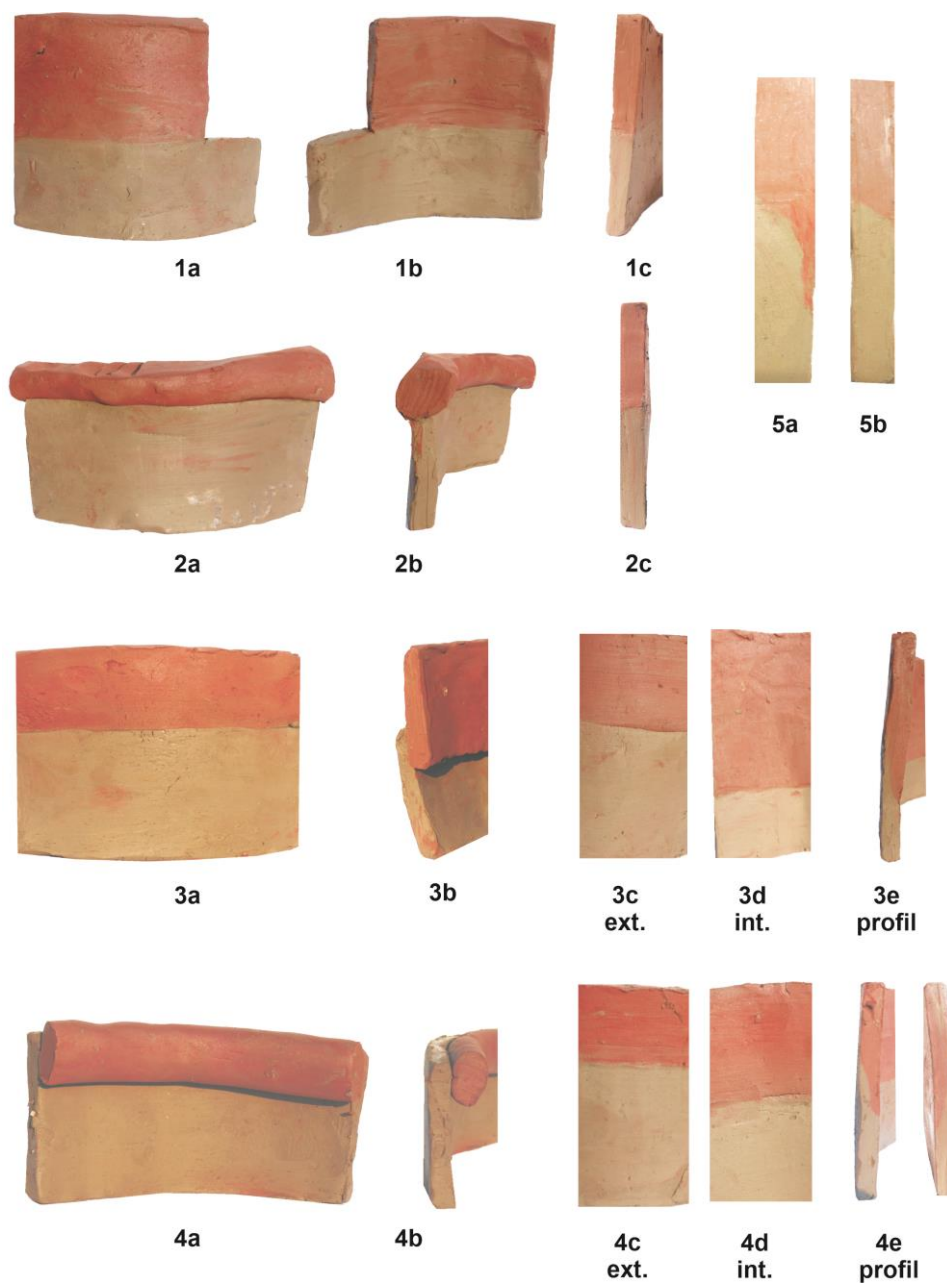 1a
1b
1c
5a
5b
2a
2b
2c
3a
3b
3c
ext.
3d
int.
3e
profil
4a
4b
4c
ext.
4d
int.
4e
profil